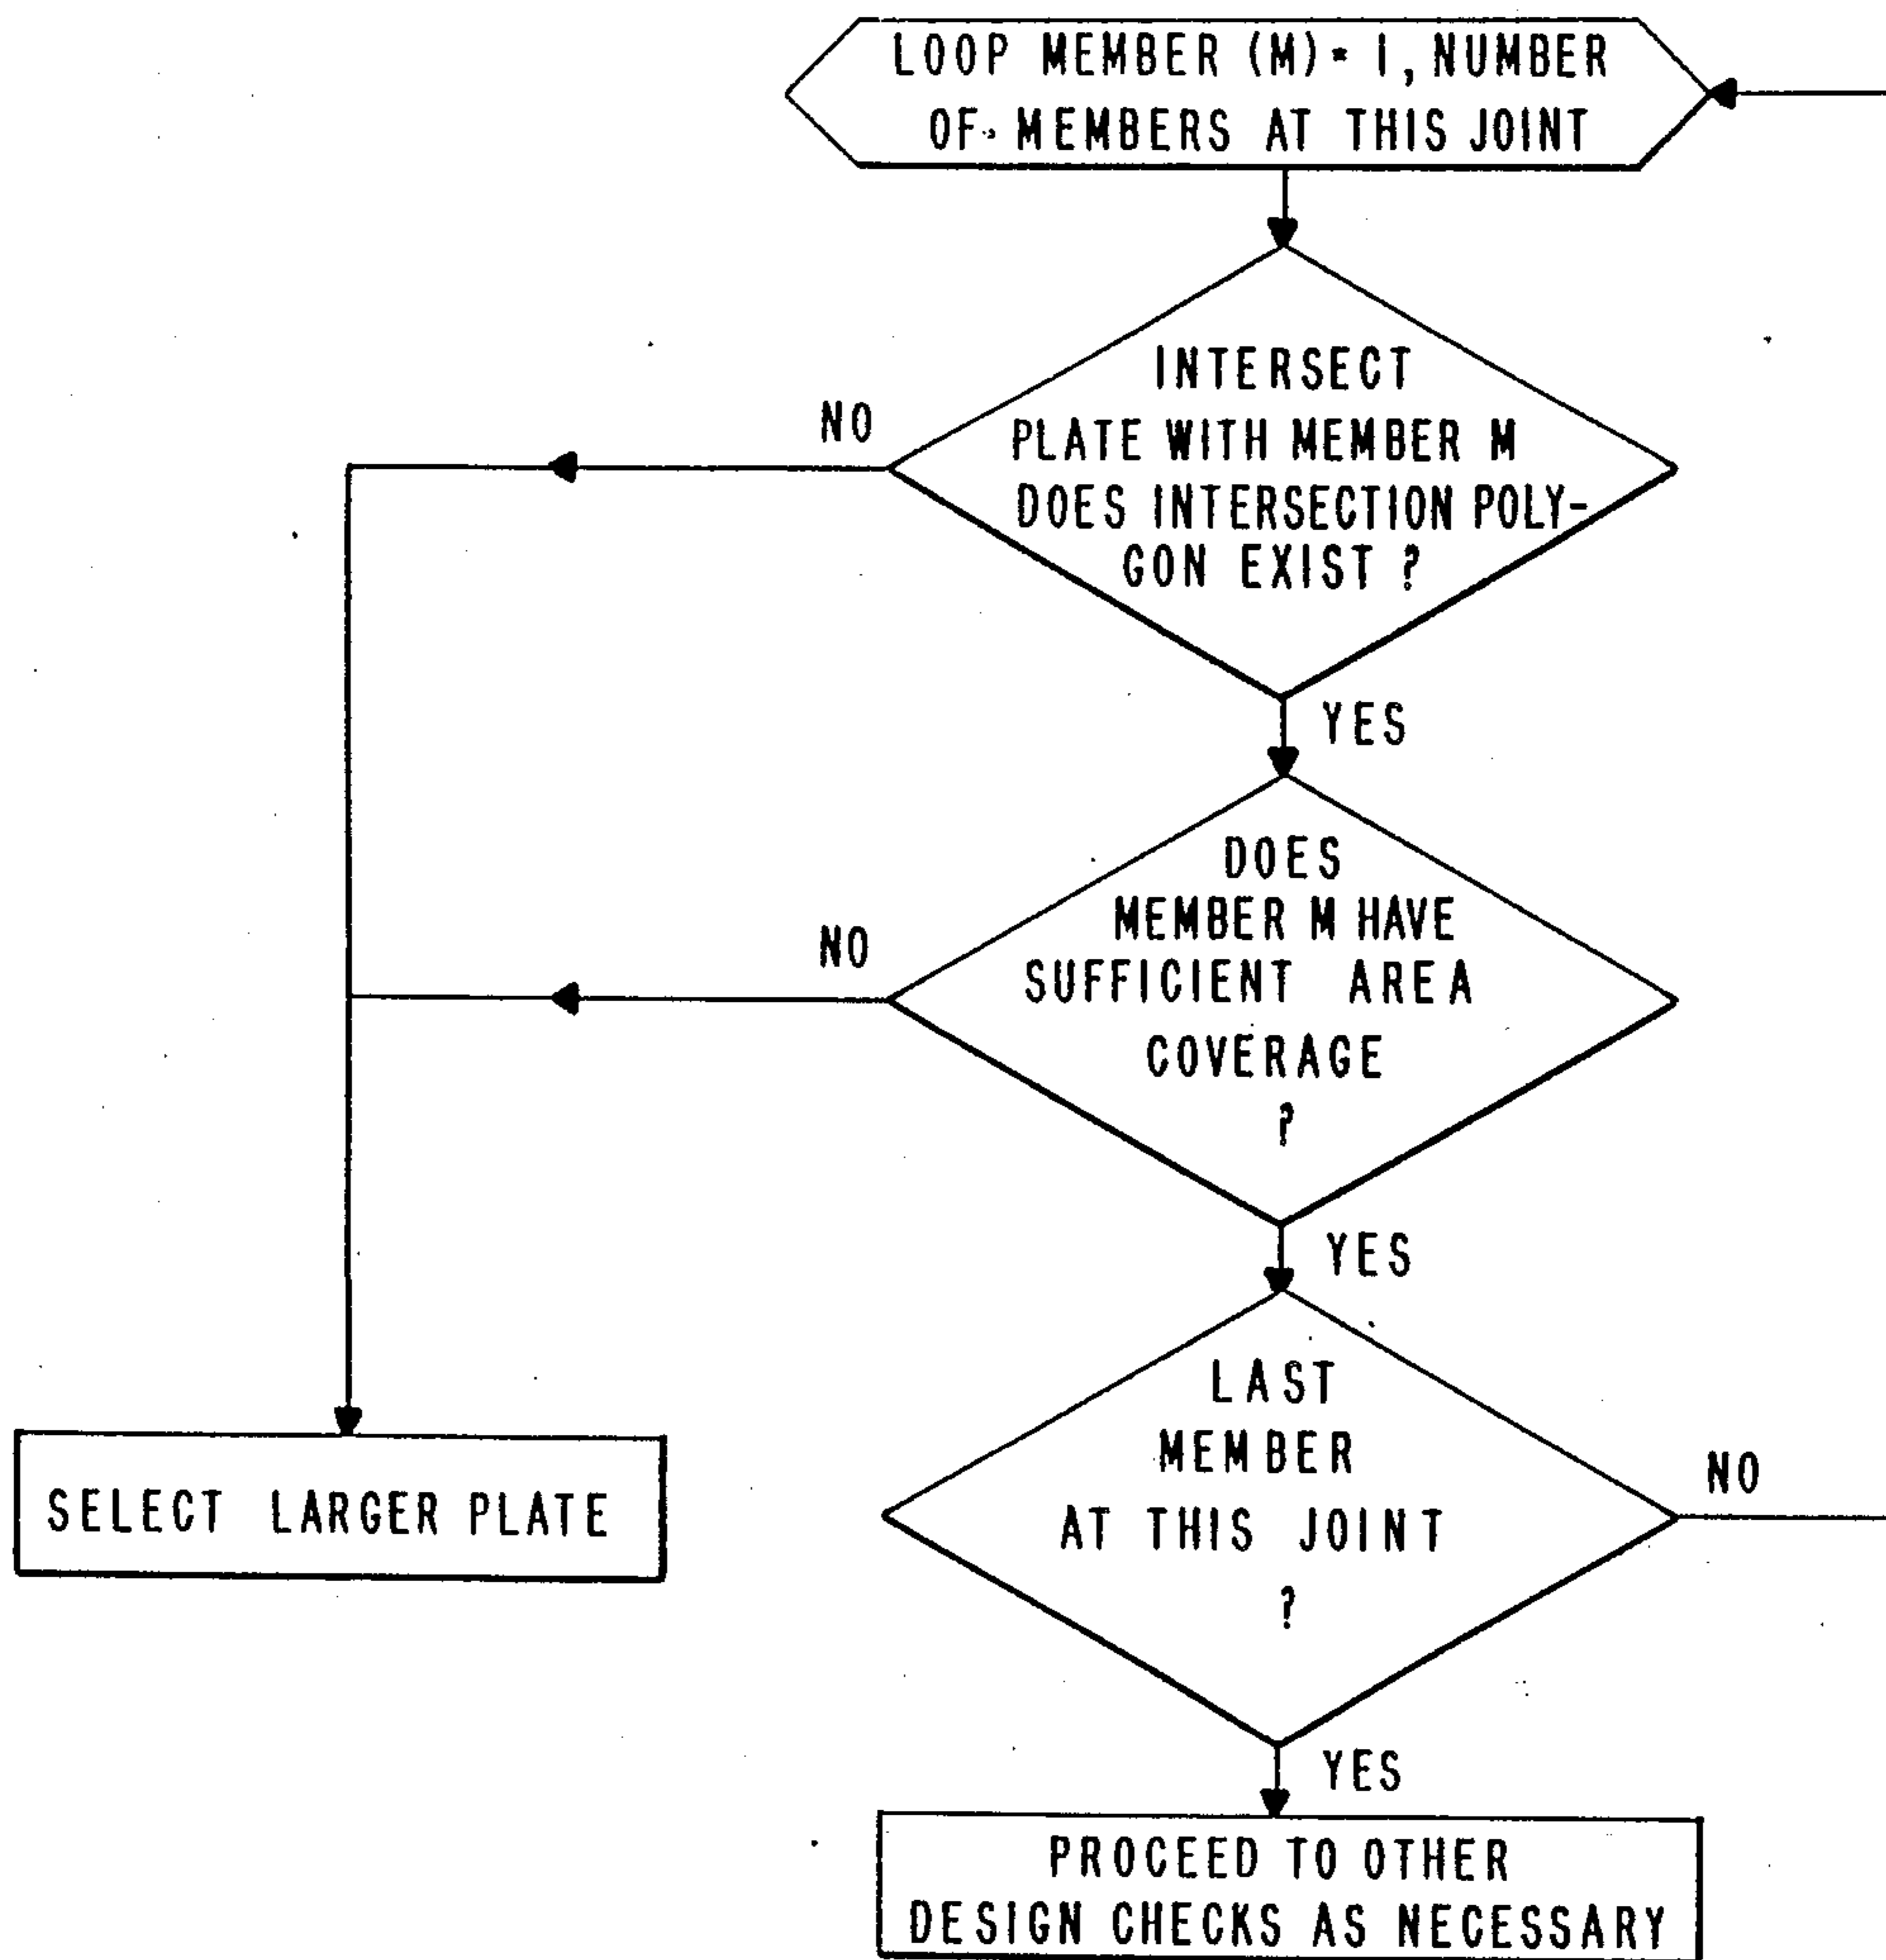 LOOP MEMBER (M) = 1, NUMBER
OF MEMBERS AT THIS JOINT
INTERSECT
PLATE WITH MEMBER M
DOES INTERSECTION POLY-
GON EXIST ?
NO
YES
DOES
MEMBER M HAVE
SUFFICIENT AREA
COVERAGE
?
NO
YES
LAST
MEMBER
AT THIS JOINT
?
NO
SELECT LARGER PLATE
YES
PROCEED TO OTHER
DESIGN CHECKS AS NECESSARY